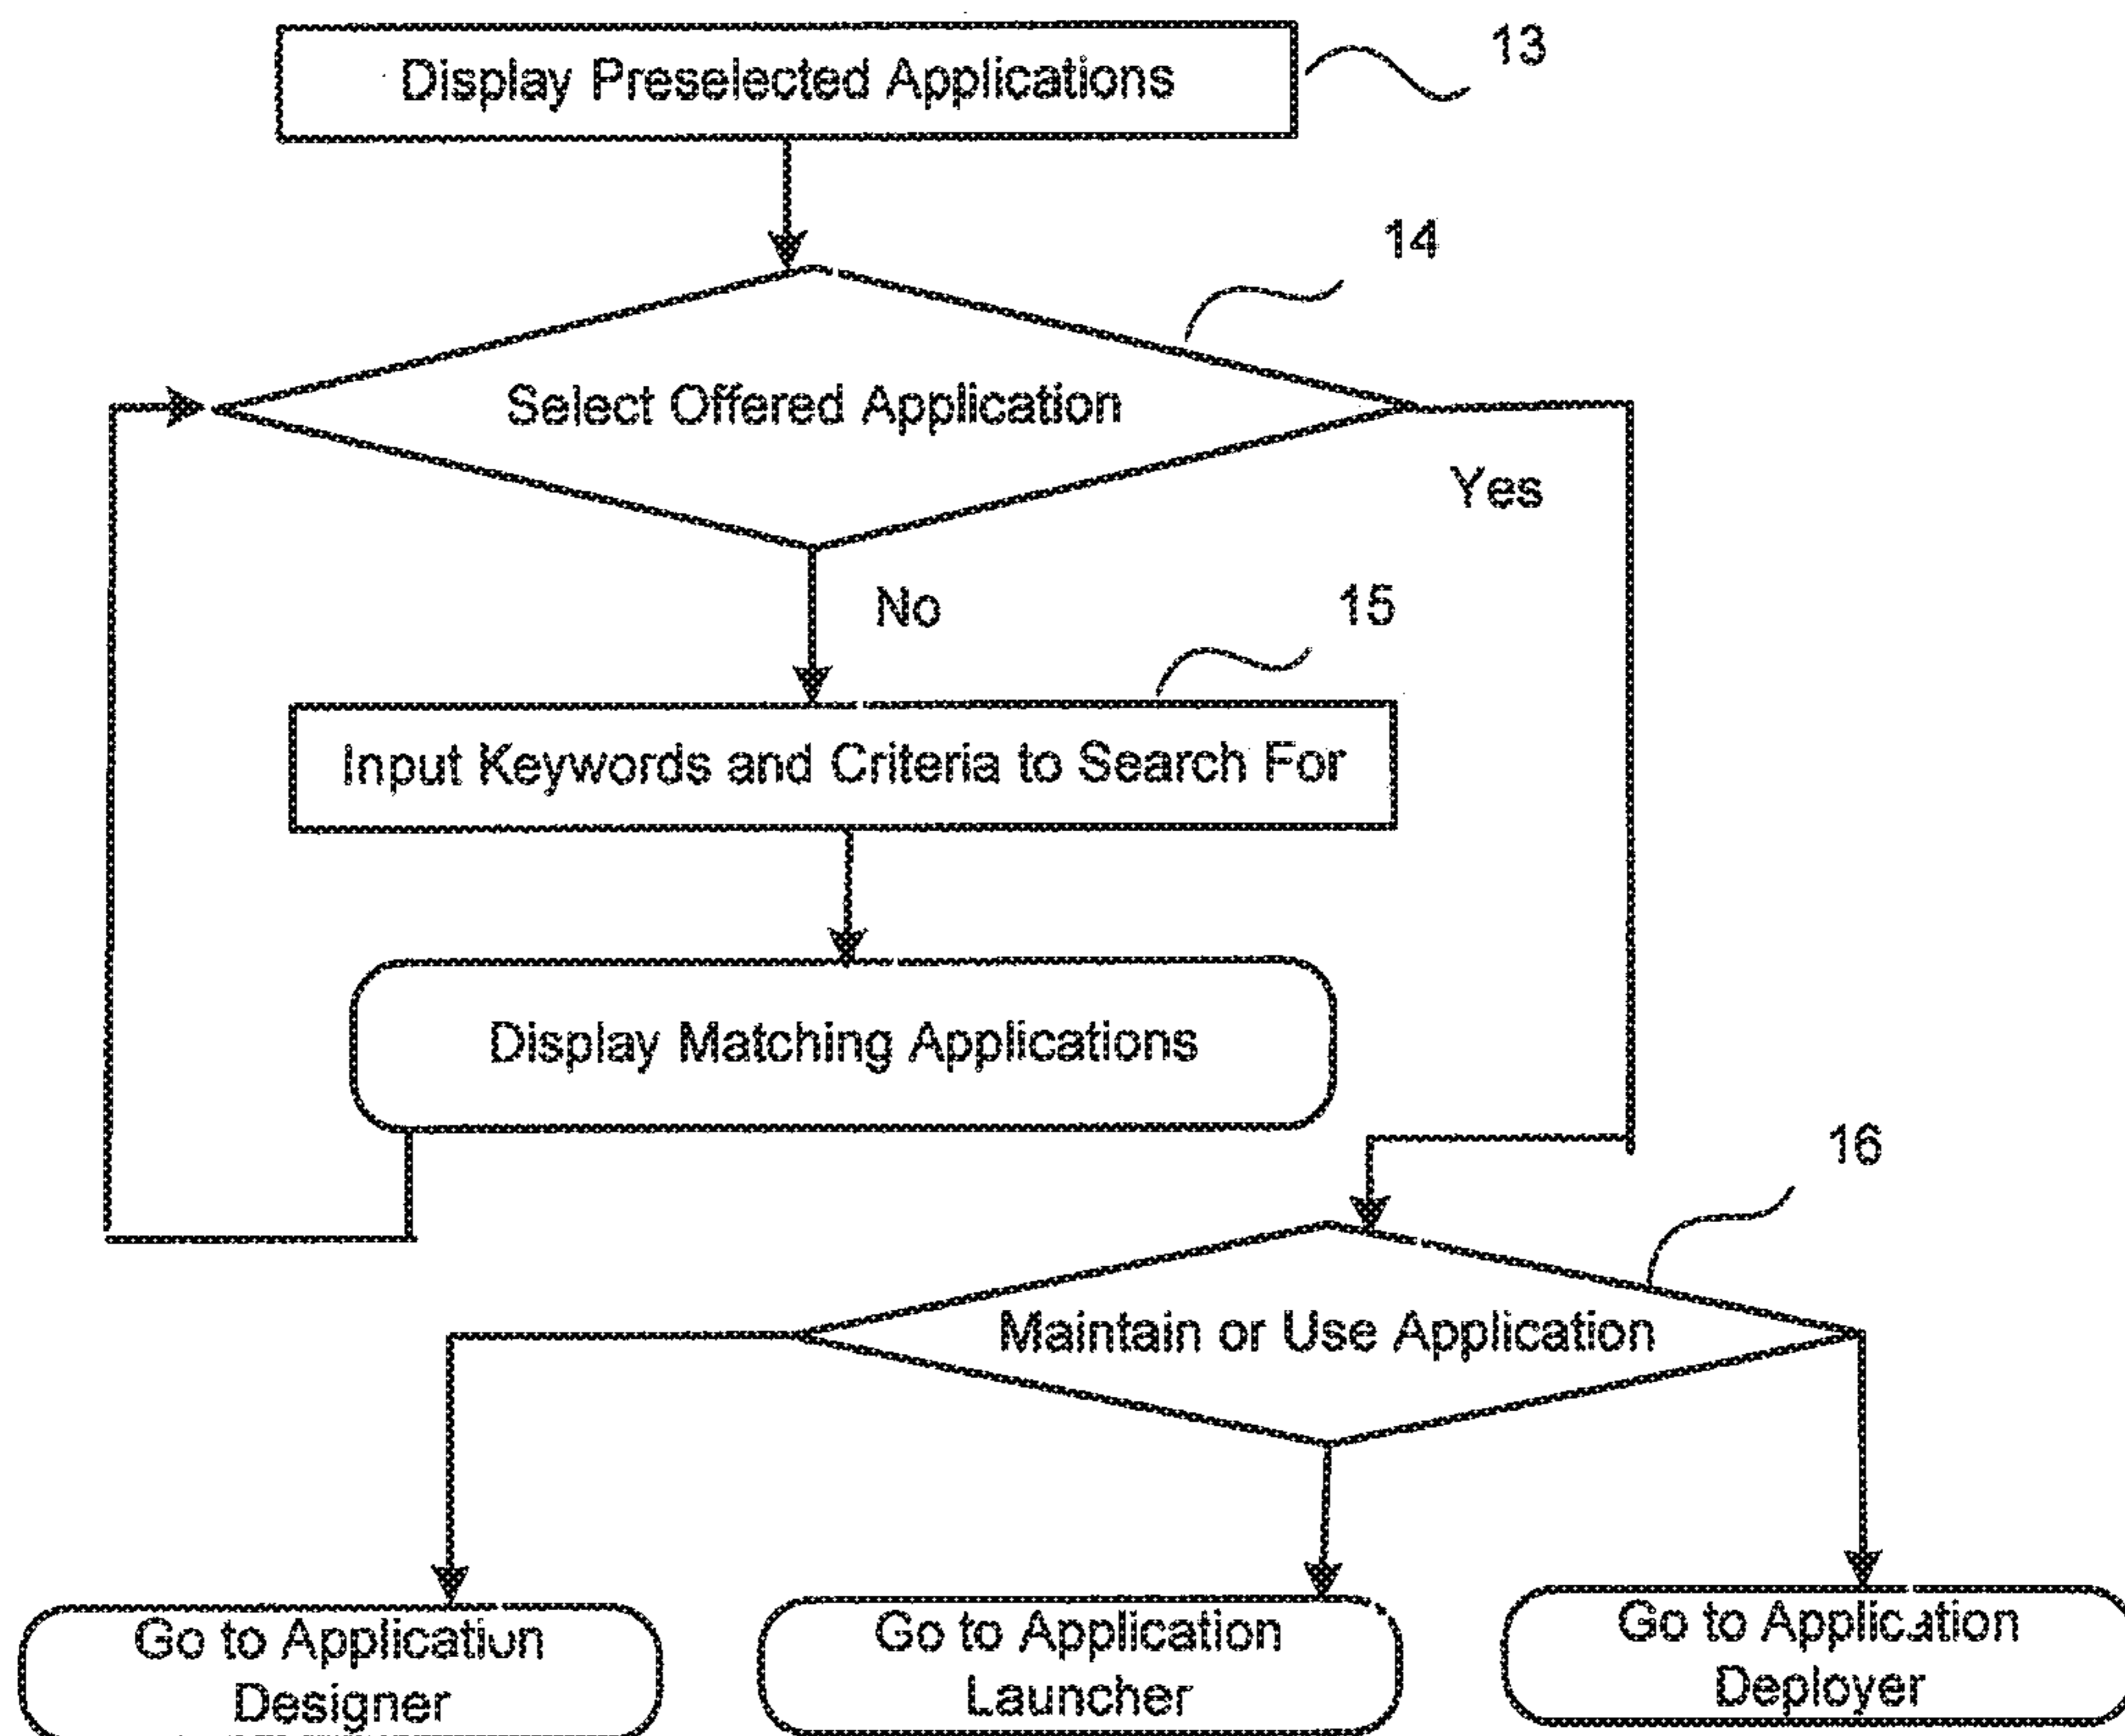 Display Preselected Applications
13
14
Select Offered Application
Yes
No
15
Input Keywords and Criteria to Search For
Display Matching Applications
16
Maintain or Use Application
Go to Application
Designer
Go to Application
Launcher
Go to Application
Deployer